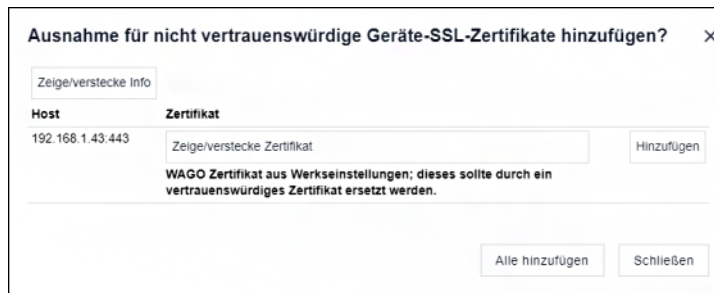 Ausnahme für nicht vertrauenswürdige Geräte-SSL-Zertifikate hinzufügen?
Zeige/verstecke Info
Host Zertifikat
192.168.1.43:443 Zeige/verstecke Zertifikat Hinzufügen
WAGO Zertifikat aus Werkseinstellungen; dieses sollte durch ein
vertrauenswürdiges Zertifikat ersetzt werden.
Alle hinzufügen Schließen